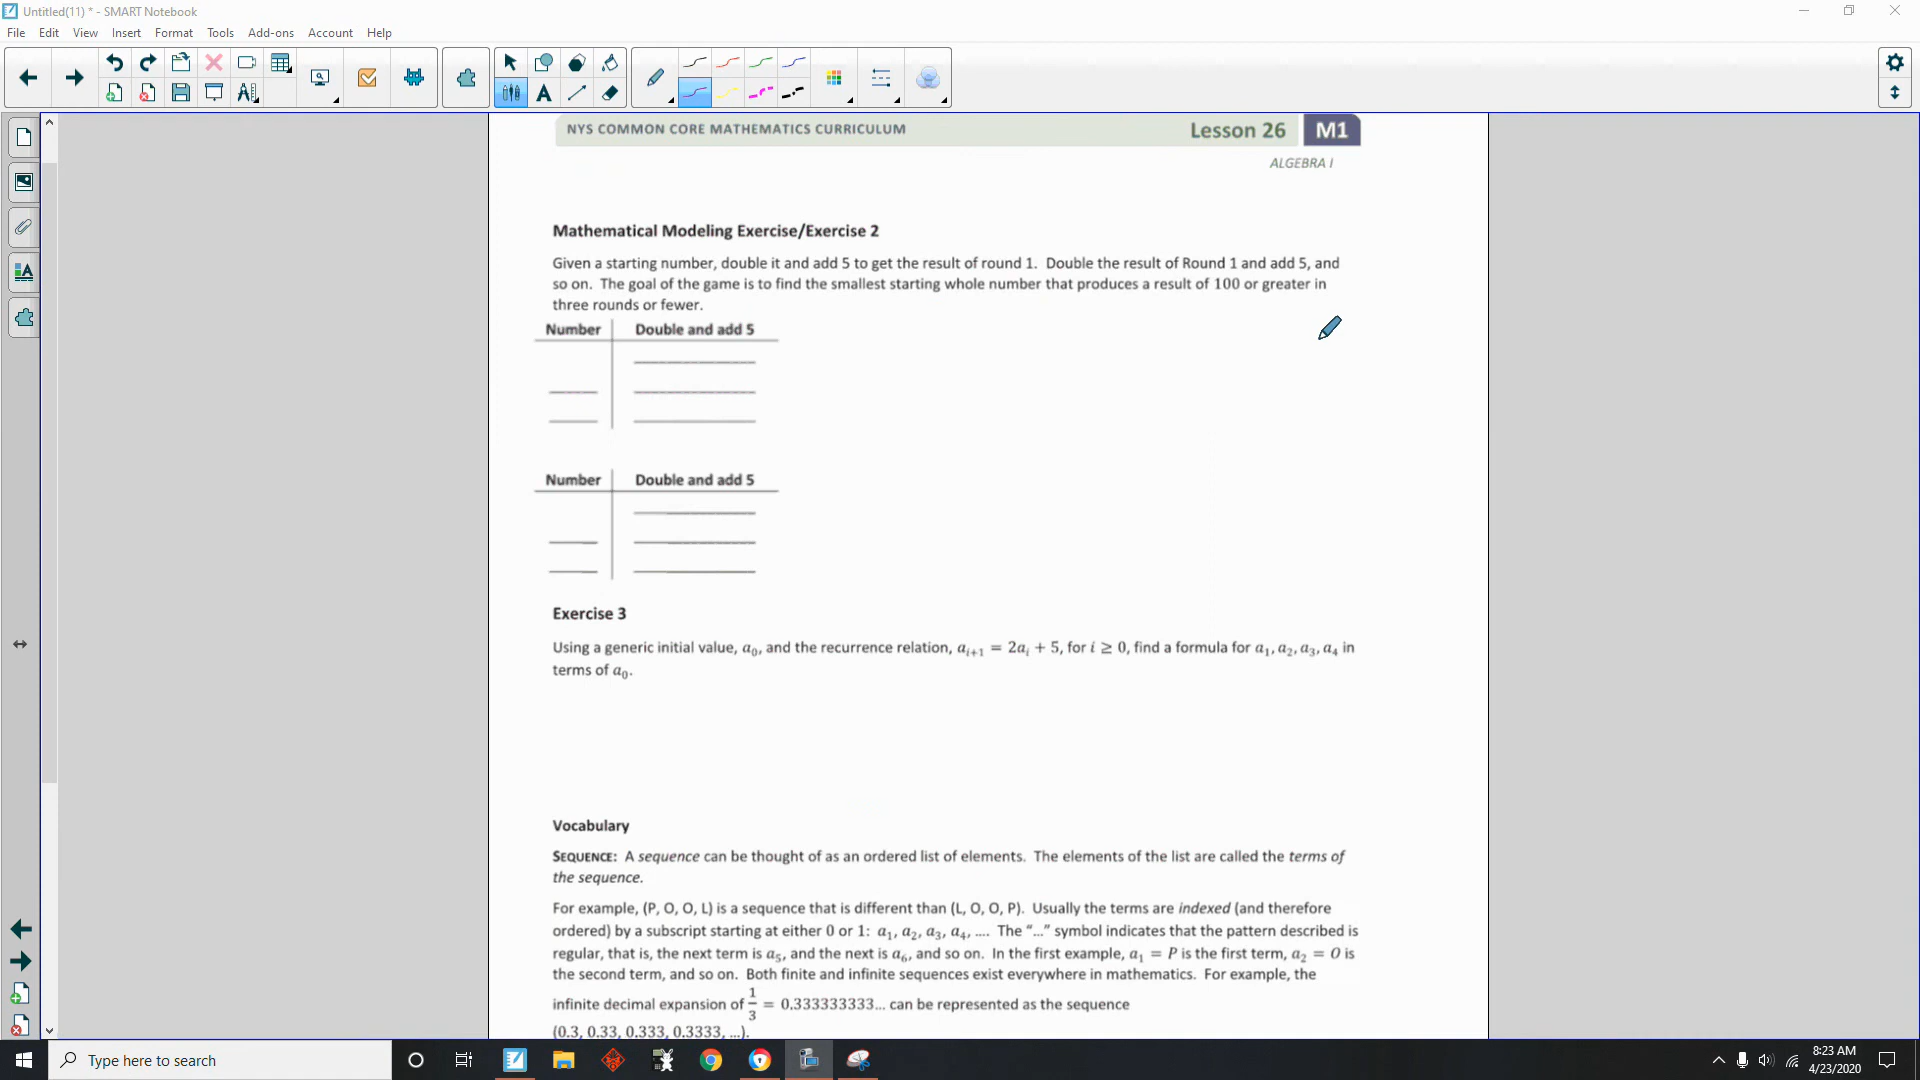 Untitled(11) * - SMART Notebook
File Edit View Insert Format Tools Add-ons Account Help
NYS COMMON CORE MATHEMATICS CURRICULUM Lesson 26 M1
ALGEBRA I
Mathematical Modeling Exercise/Exercise 2
Given a starting number, double it and add 5 to get the result of round 1. Double the result of Round 1 and add 5, and
so on. The goal of the game is to find the smallest starting whole number that produces a result of 100 or greater in
three rounds or fewer.
Number Double and add 5
Number Double and add 5
Exercise 3
Using a generic initial value, a₀, and the recurrence relation, aᵢ₊₁ = 2aᵢ + 5, for i ≥ 0, find a formula for a₁, a₂, a₃, a₄ in
terms of a₀.
Vocabulary
SEQUENCE: A sequence can be thought of as an ordered list of elements. The elements of the list are called the terms of
the sequence.
For example, (P, O, O, L) is a sequence that is different than (L, O, O, P). Usually the terms are indexed (and therefore
ordered) by a subscript starting at either 0 or 1: a₁, a₂, a₃, a₄, .... The “...” symbol indicates that the pattern described is
regular, that is, the next term is a₅, and the next is a₆, and so on. In the first example, a₁ = P is the first term, a₂ = O is
the second term, and so on. Both finite and infinite sequences exist everywhere in mathematics. For example, the
infinite decimal expansion of 1/3 = 0.333333333... can be represented as the sequence
(0.3, 0.33, 0.333, 0.3333, ...).
Type here to search
8:23 AM
4/23/2020